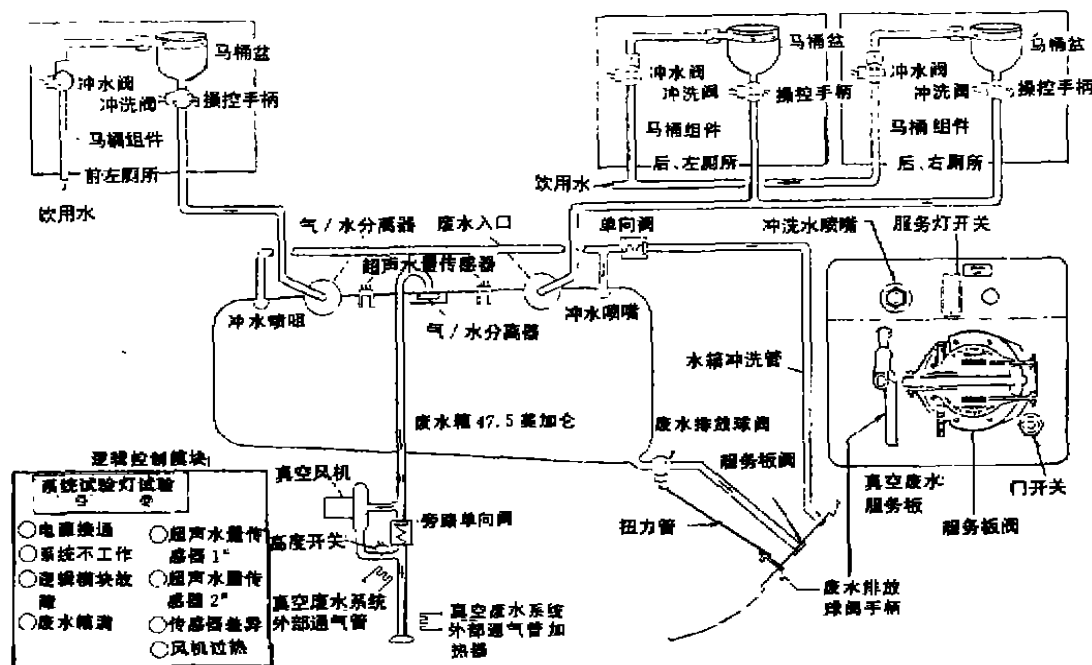 马桶盆
冲水阀
冲洗阀
操控手柄
马桶组件
前左厕所
饮用水
马桶盆
冲水阀
冲洗阀
操控手柄
马桶组件
后、左厕所
饮用水
马桶盆
冲水阀
冲洗阀
操控手柄
马桶组件
后、右厕所
气/水分离器
废水入口
单向阀
冲洗水喷嘴
服务灯开关
超声水量传感器
冲水喷咀
气/水分离器
冲水喷嘴
水箱冲洗管
废水箱47.5英加仑
废水排放球阀
服务板阀
扭力管
真空废水
服务板
门开关
服务板阀
废水排放
球阀手柄
真空风机
旁路单向阀
高度开关
真空废水系统
外部通气管
真空废水系统
外部通气管加
热器
逻辑控制模块
系统试验灯试验
电源接通
系统不工作
逻辑模块故
障
废水箱满
超声水量传
感器1#
超声水量传
感器2#
传感器差异
风机过热